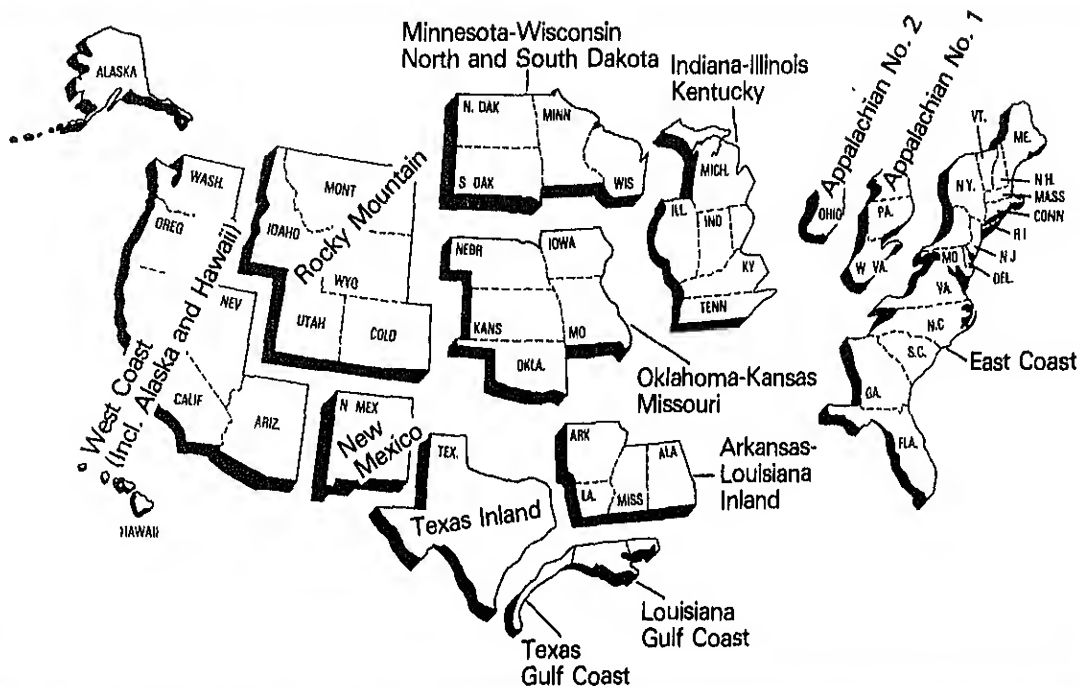 Minnesota-Wisconsin
North and South Dakota
Indiana-Illinois
Kentucky
Appalachian No. 2
Appalachian No. 1
ALASKA
WASH.
OREG
NEV
CALIF
ARIZ.
West Coast
(Incl. Alaska and Hawaii)
HAWAII
MONT
IDAHO
WYO
UTAH
COLO
Rocky Mountain
N. DAK
S DAK
MINN
WIS
NEBR
IOWA
KANS
MO
OKLA.
Oklahoma-Kansas
Missouri
MICH.
ILL
IND
KY
TENN
OHIO
PA.
W. VA.
VT.
ME.
N.Y.
N H.
MASS
CONN
RI
N J
DEL.
MD
VA.
N.C
S.C.
GA.
FLA.
East Coast
N MEX
New
Mexico
TEX.
Texas Inland
ARK
LA.
MISS
ALA
Arkansas-
Louisiana
Inland
Louisiana
Gulf Coast
Texas
Gulf Coast